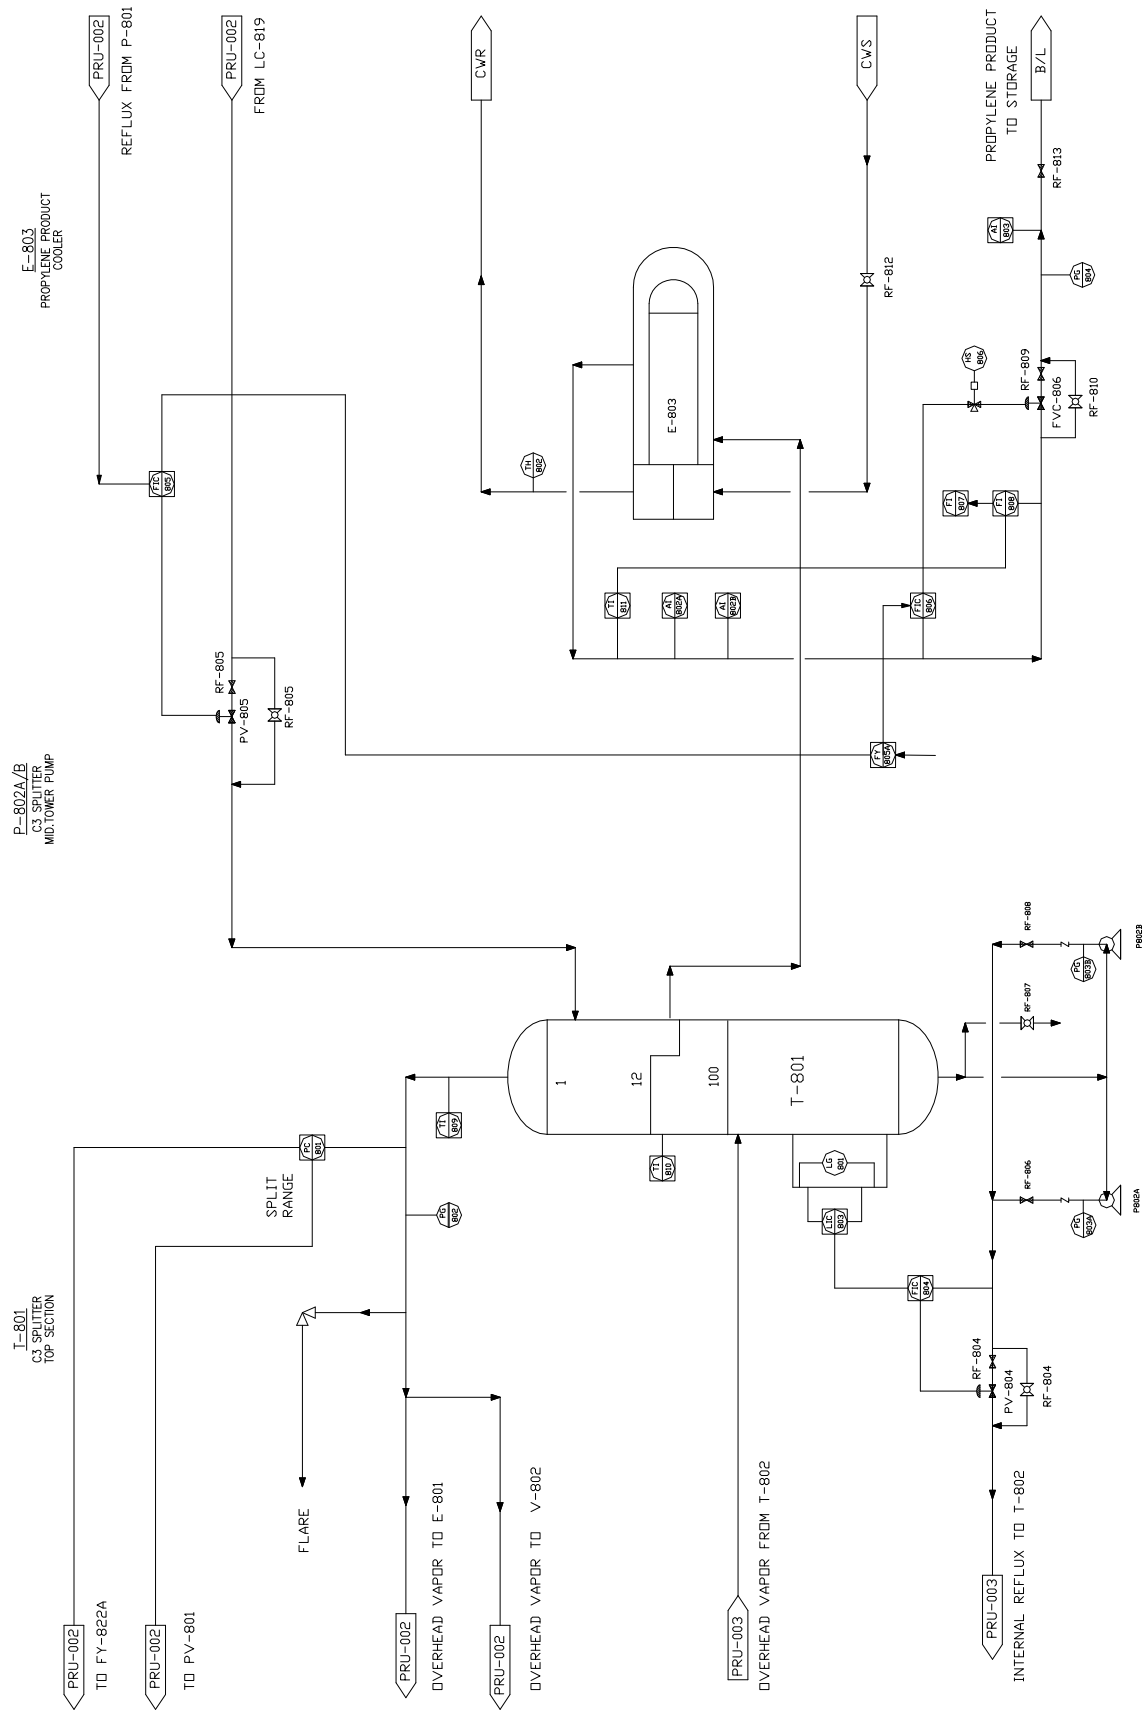 T-801
C3 SPLITTER
TOP SECTION
P-802A/B
C3 SPLITTER
MID.TOWER PUMP
E-803
PROPYLENE PRODUCT
COOLER
PRU-002
TO FY-822A
PRU-002
TO PV-801
PRU-002
REFLUX FROM P-801
PRU-002
FROM LC-819
FIC
805
RF-805
PV-805
RF-805
SPLIT
RANGE
PC
801
FLARE
PG
802
TI
809
PRU-002
OVERHEAD VAPOR TO E-801
PRU-002
OVERHEAD VAPOR TO V-802
CWR
TH
802
E-803
1
12
100
T-801
TI
810
TI
811
AI
802A
AI
802B
PRU-003
OVERHEAD VAPOR FROM T-802
LG
801
LIC
803
FIC
804
CWS
RF-812
FY
805A
FIC
806
FI
807
FI
808
HS
806
RF-809
FVC-806
RF-810
PG
804
AI
803
RF-813
PROPYLENE PRODUCT
TO STORAGE
B/L
PRU-003
INTERNAL REFLUX TO T-802
RF-804
PV-804
RF-804
RF-806
PG
803A
P802A
RF-807
RF-808
PG
803B
P802B